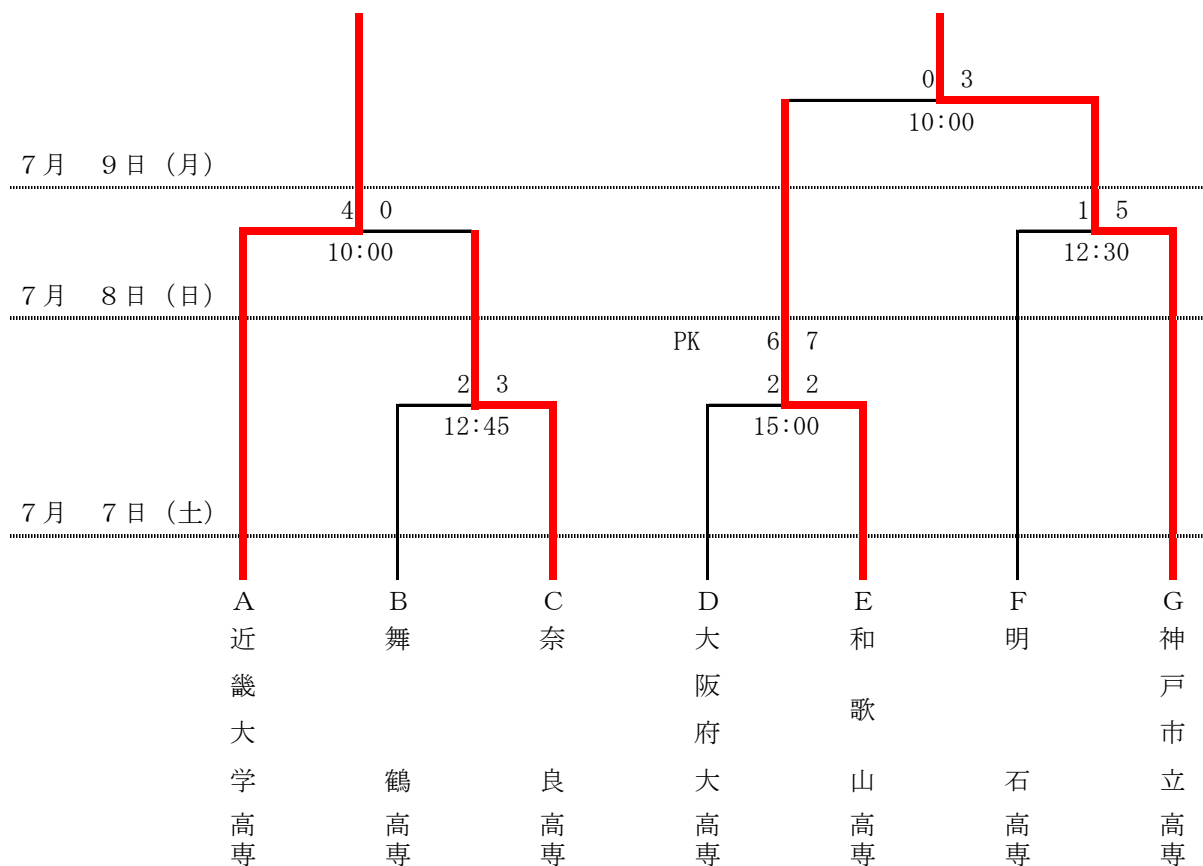 0 3
10:00
7月 9日（月）
4 0
10:00
1 5
12:30
7月 8日（日）
PK 6 7
2 3
12:45
2 2
15:00
7月 7日（土）
A
近畿大学高専
B
舞鶴高専
C
奈良高専
D
大阪府大高専
E
和歌山高専
F
明石高専
G
神戸市立高専